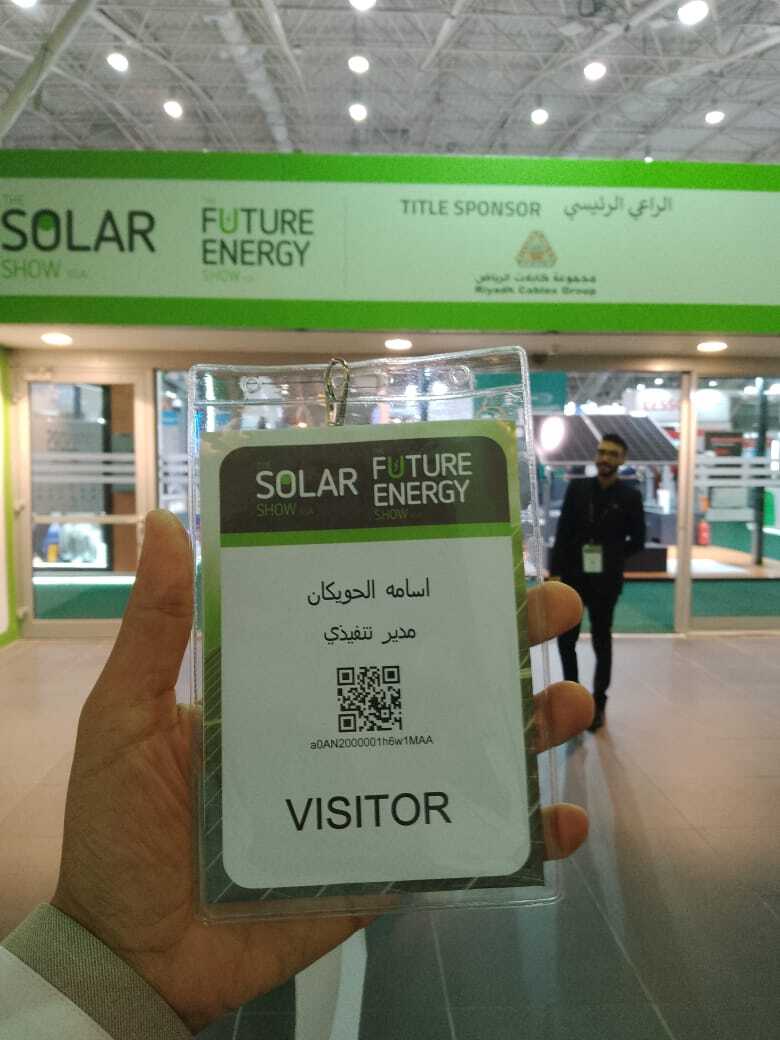 THE
SOLAR
SHOW KSA
THE
FUTURE
ENERGY
SHOW KSA
TITLE SPONSOR الراعي الرئيسي
مجموعة كابلات الرياض
Riyadh Cables Group
THE
SOLAR
SHOW KSA
THE
FUTURE
ENERGY
SHOW KSA
اسامه الحويكان
مدير تنفيذي
a0AN2000001h6w1MAA
VISITOR